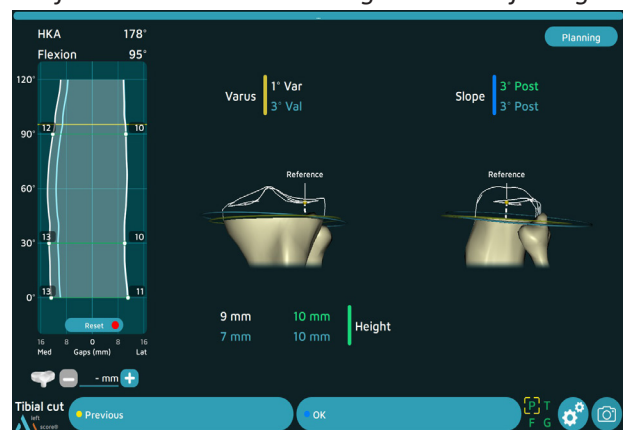 HKA 178°
Flexion 95°
Planning
120°
90°
60°
30°
0°
12 10
13 10
13 11
Reset
16 8 0 8 16
Med Gaps (mm) Lat
- mm +
Varus
1° Var
3° Val
Slope
3° Post
3° Post
Reference
Reference
9 mm 10 mm
7 mm 10 mm
Height
Tibial cut
left
score®
Previous
OK
P T
F G